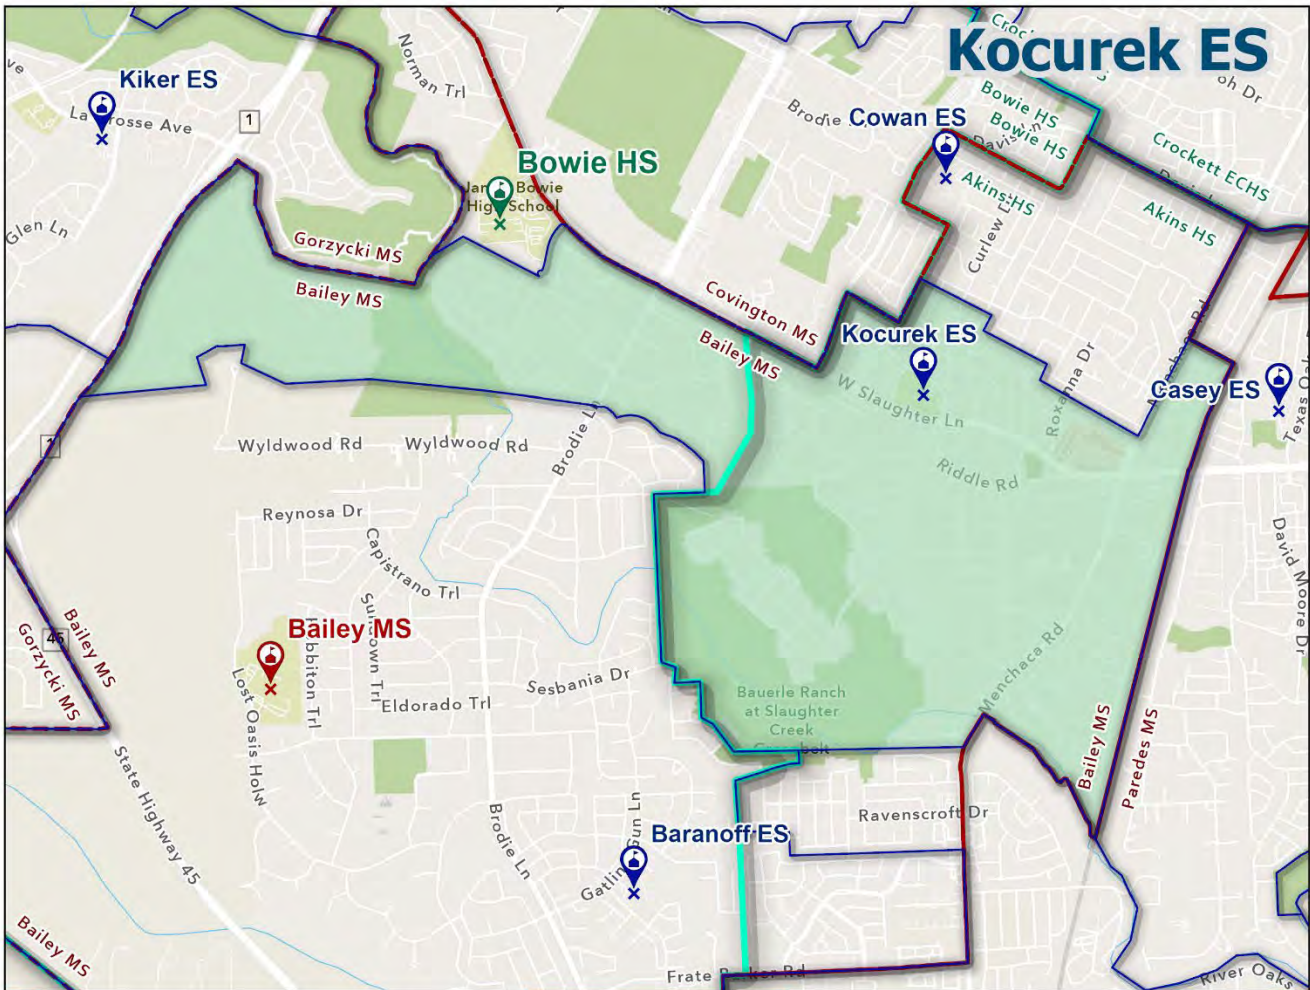 Kocurek ES
Kiker ES
Norman Trl
1
Brodie
Cowan ES
Bowie HS
Bowie HS
Crockett ECHS
Akins HS
Akins HS
Bowie HS
Bowie
High School
Glen Ln
Gorzycki MS
Bailey MS
Curlew
Covington MS
Bailey MS
Kocurek ES
W Slaughter Ln
Roxanna Dr
Casey ES
Riddle Rd
1
Wyldwood Rd
Wyldwood Rd
Brodie Ln
Reynosa Dr
Capistrano Trl
David Moore Dr
Bailey MS
Gorzycki MS
45
Bailey MS
Sundown Trl
Lost Oasis Holw
Sesbania Dr
Eldorado Trl
Menchaca Rd
Bauerle Ranch
at Slaughter
Creek
Bailey MS
Paredes MS
State Highway 45
Brodie Ln
Ravenscroft Dr
Baranoff ES
Bailey MS
River Oaks